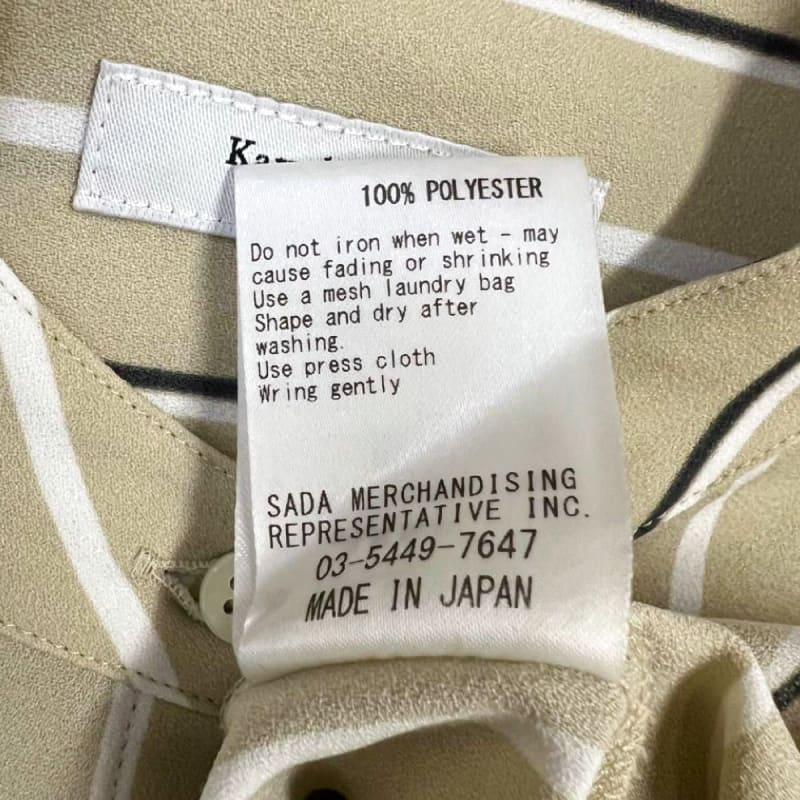 100% POLYESTER
Do not iron when wet - may
cause fading or shrinking
Use a mesh laundry bag
Shape and dry after
washing.
Use press cloth
Wring gently
SADA MERCHANDISING
REPRESENTATIVE INC.
03-5449-7647
MADE IN JAPAN